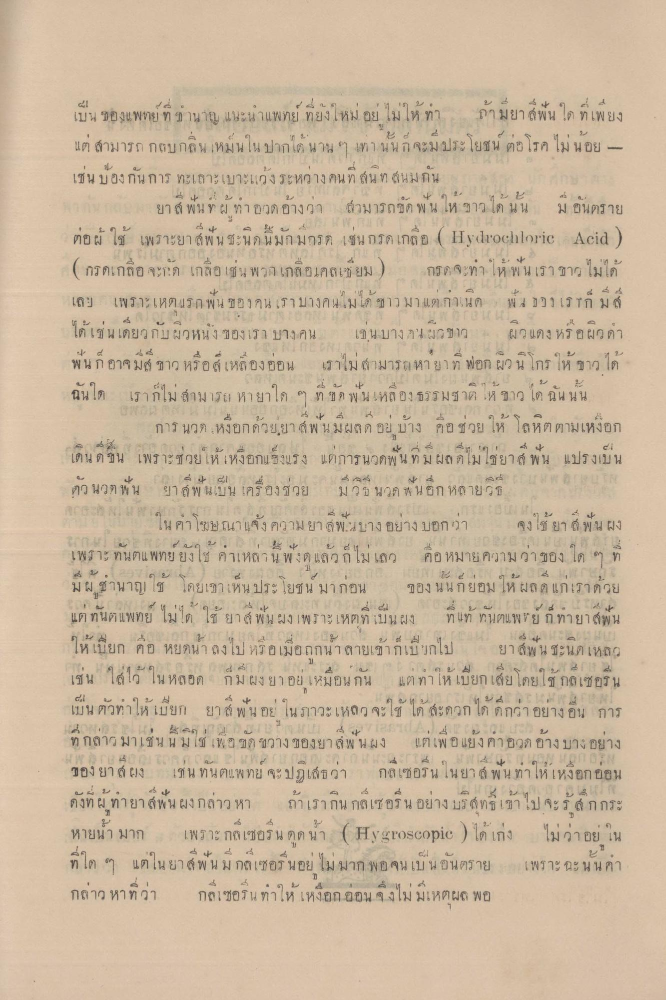 เป็นของแพทย์ที่ชำนาญ แนะนำแพทย์ ที่ยังใหม่อยู่ ไม่ให้ทำ ถ้ามียาสีฟันใด ที่เพียง
แต่สามารถ กลบกลิ่นเหม็นในปากได้นาน ๆ เท่านั้นก็จะมีประโยชน์ ต่อโรค ไม่น้อย —
เช่นป้องกันการ ทะเลาะเบาะแว้งระหว่างคนที่สนิทสนมกัน
ยาสีฟันที่ผู้ทำอวดอ้างว่า สามารถขัดฟันให้ขาวได้นั้น มีอันตราย
ต่อผู้ใช้ เพราะยาสีฟันชะนิดนี้มักมีกรด เช่นกรดเกลือ ( Hydrochloric Acid )
( กรดเกลือจะกัด เกลือเช่นพวกเกลือแคลเซียม ) กรดจะทำให้ฟันเราขาวไม่ได้
เลย เพราะเหตุแรกฟันของคนเราบางคนไม่ได้ขาวมาแต่กำเนิด ฟันของเราก็มีสี
ได้เช่นเดียวกับผิวหนังของเรา บางคน เช่นบางคนผิวขาว ผิวแดงหรือผิวดำ
ฟันก็อาจมีสีขาวหรือสีเหลืองอ่อน เราไม่สามารถหายาที่ฟอกผิวนิโกรให้ขาวได้
ฉันใด เราก็ไม่สามารถหายาใด ๆ ที่ขัดฟันเหลืองธรรมชาติให้ขาวได้ฉันนั้น
การนวดเหงือกด้วยยาสีฟันมีผลดีอยู่บ้าง คือช่วยให้โลหิตตามเหงือก
เดินดีขึ้น เพราะช่วยให้เหงือกแข็งแรง แต่การนวดฟันที่มีผลดีไม่ใช่ยาสีฟัน แปรงเป็น
ตัวนวดฟัน ยาสีฟันเป็นเครื่องช่วย มีวิธีนวดฟันอีกหลายวิธี
ในคำโฆษณาแจ้งความยาสีฟันบางอย่างบอกว่า จงใช้ยาสีฟันผง
เพราะทันตแพทย์ยังใช้ คำเหล่านี้ฟังดูแล้วก็ไม่เลว คือหมายความว่าของใด ๆ ที่
มีผู้ชำนาญใช้ โดยเขาเห็นประโยชน์มาก่อน ของนั้นก็ย่อมให้ผลดีแก่เราด้วย
แต่ทันตแพทย์ ไม่ได้ใช้ยาสีฟันผงเพราะเหตุที่เป็นผง ที่แท้ทันตแพทย์ก็ทำยาสีฟัน
ให้เปียก คือ หยดน้ำลงไปหรือเมื่อถูกน้ำลายเข้าก็เปียกไป ยาสีฟันชะนิดเหลว
เช่น ใส่ไว้ในหลอด ก็มีผงยาอยู่เหมือนกัน แต่ทำให้เปียกเสียโดยใช้กลีเซอรีน
เป็นตัวทำให้เปียก ยาสีฟันอยู่ในภาวะเหลวจะใช้ได้สะดวกได้ดีกว่าอย่างอื่น การ
ที่กล่าวมาเช่นนี้มิใช่เพื่อขัดขวางของยาสีฟันผง แต่เพื่อแย้งคำอวดอ้างบางอย่าง
ของยาสีผง เช่นทันตแพทย์จะปฏิเสธว่า กลีเซอรีนในยาสีฟันทำให้เหงือกอ่อน
ดังที่ผู้ทำยาสีฟันผงกล่าวหา ถ้าเรากินกลีเซอรีนอย่างบริสุทธิ์เข้าไปจะรู้สึกกระ
หายน้ำมาก เพราะกลีเซอรีนดูดน้ำ ( Hygroscopic ) ได้เก่ง ไม่ว่าอยู่ใน
ที่ใด ๆ แต่ในยาสีฟันมีกลีเซอรีนอยู่ไม่มากพอจนเป็นอันตราย เพราะฉะนั้นคำ
กล่าวหาที่ว่า กลีเซอรีนทำให้เหงือกอ่อนจึงไม่มีเหตุผลพอ